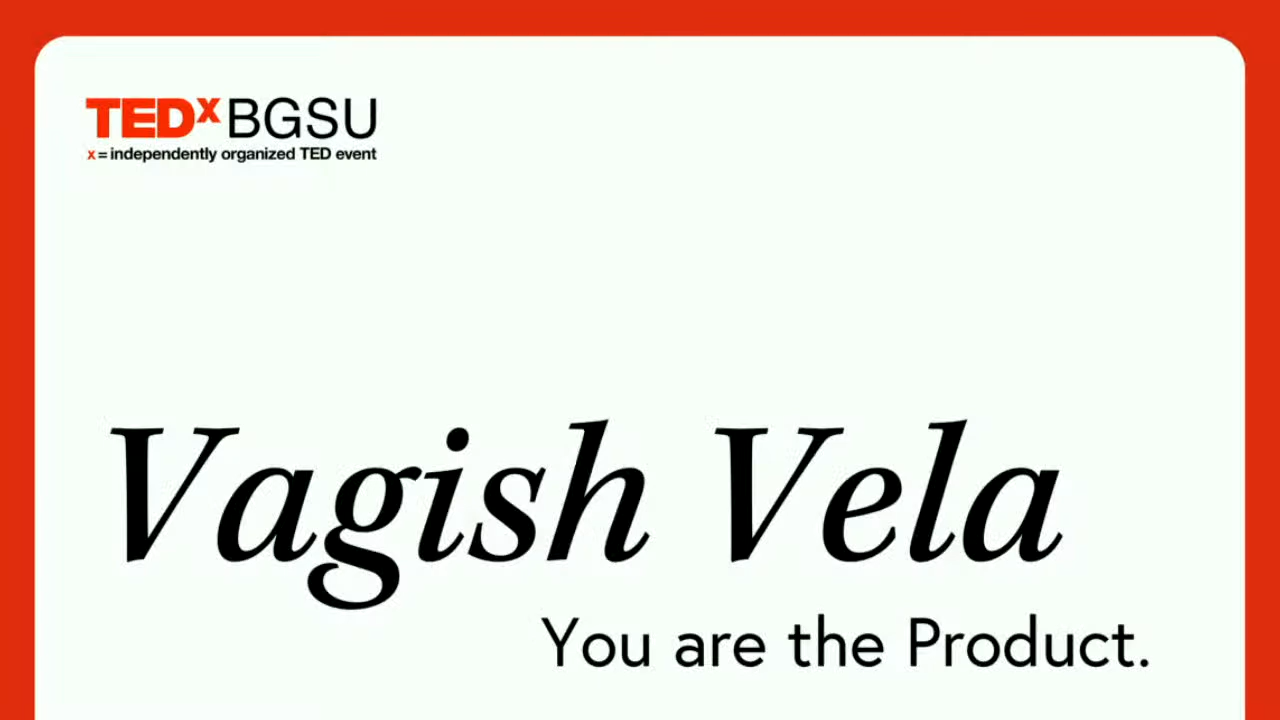 TEDxBGSU
x = independently organized TED event
Vagish Vela
You are the Product.